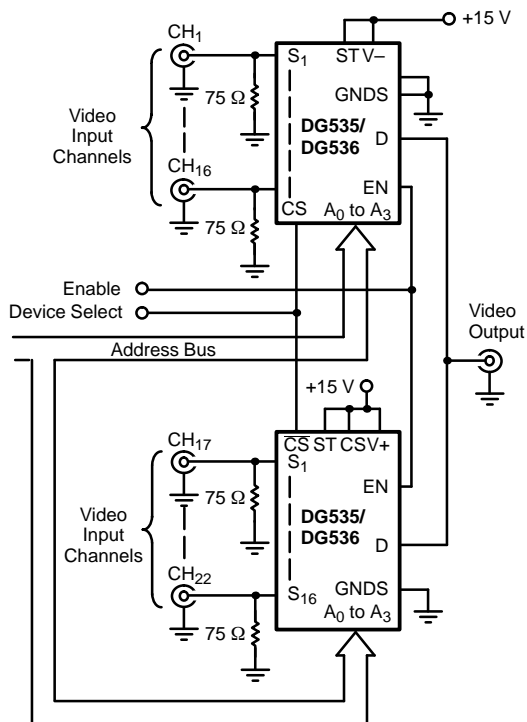 CH1
+15 V
S1
ST V–
Video
Input
Channels
75 Ω
GNDS
DG535/
DG536
D
CH16
EN
CS
A0 to A3
75 Ω
Enable
Device Select
Video
Output
Address Bus
+15 V
CH17
CS ST CS V+
S1
75 Ω
EN
Video
Input
Channels
DG535/
DG536
D
CH22
S16
GNDS
A0 to A3
75 Ω